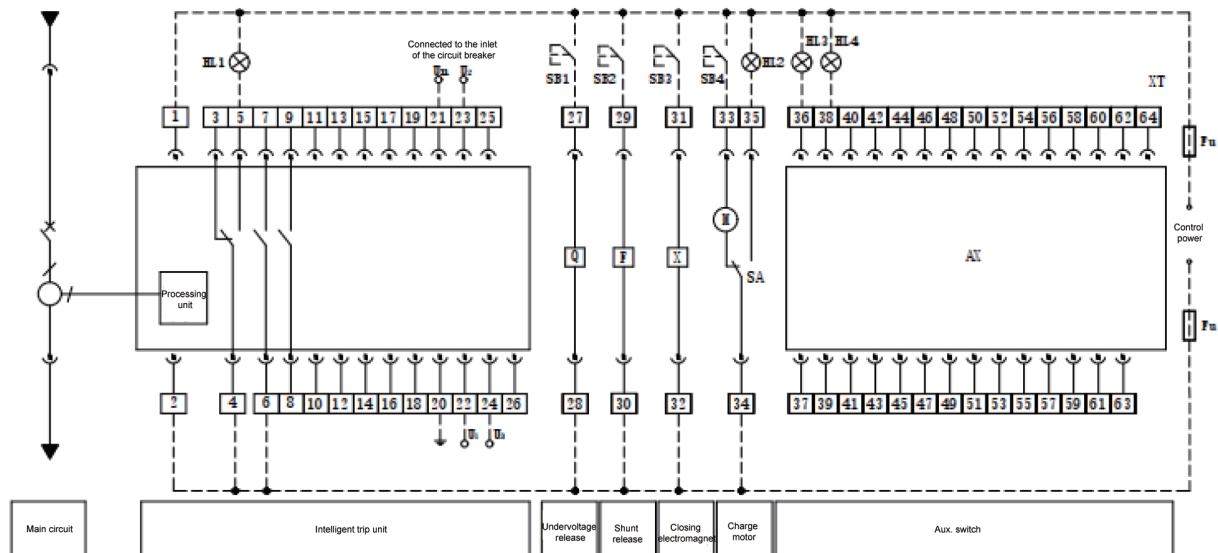 Connected to the inlet
of the circuit breaker
HL1
Um U2
SB1
SB2
SB3
SB4
HL2
HL3
HL4
XT
1 3 5 7 9 11 13 15 17 19 21 23 25 27 29 31 33 35 36 38 40 42 44 46 48 50 52 54 56 58 60 62 64
Fu
M
Control
power
Q
F
X
SA
AX
Processing
unit
Fu
2 4 6 8 10 12 14 16 18 20 22 24 26 28 30 32 34 37 39 41 43 45 47 49 51 53 55 57 59 61 63
U1 U3
Main circuit
Intelligent trip unit
Undervoltage
release
Shunt
release
Closing
electromagnet
Charge
motor
Aux. switch